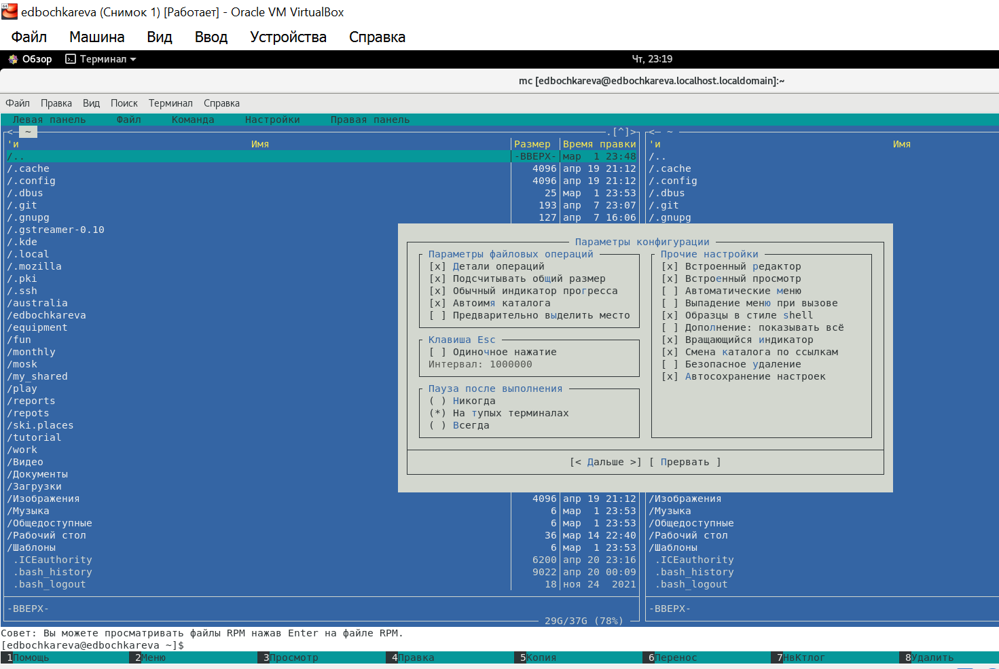 edbochkareva (Снимок 1) [Работает] - Oracle VM VirtualBox
Файл Машина Вид Ввод Устройства Справка
Обзор Терминал Чт, 23:19
mc [edbochkareva@edbochkareva.localhost.localdomain]:~
Файл Правка Вид Поиск Терминал Справка
Левая панель Файл Команда Настройки Правая панель
<─ ~ .[^]> <─ ~
'и Имя Размер Время правки 'и Имя
/.. -ВВЕРХ- мар 1 23:48 /..
/.cache 4096 апр 19 21:12 /.cache
/.config 4096 апр 19 21:12 /.config
/.dbus 25 мар 1 23:53 /.dbus
/.git 193 апр 7 23:07 /.git
/.gnupg 127 апр 7 16:06 /.gnupg
/.gstreamer-0.10
/.kde
/.local
/.mozilla
/.pki
/.ssh
/australia
/edbochkareva
/equipment
/fun
/monthly
/mosk
/my_shared
/play
/reports
/repots
/ski.places
/tutorial
/work
/Видео
/Документы
/Загрузки
Параметры конфигурации
Параметры файловых операций
[x] Детали операций
[x] Подсчитывать общий размер
[x] Обычный индикатор прогресса
[x] Автоимя каталога
[ ] Предварительно выделить место
Клавиша Esc
[ ] Одиночное нажатие
Интервал: 1000000
Пауза после выполнения
( ) Никогда
(*) На тупых терминалах
( ) Всегда
Прочие настройки
[x] Встроенный редактор
[x] Встроенный просмотр
[ ] Автоматические меню
[ ] Выпадение меню при вызове
[x] Образцы в стиле shell
[ ] Дополнение: показывать всё
[x] Вращающийся индикатор
[x] Смена каталога по ссылкам
[ ] Безопасное удаление
[x] Автосохранение настроек
[< Дальше >] [ Прервать ]
/Изображения 4096 апр 19 21:12 /Изображения
/Музыка 6 мар 1 23:53 /Музыка
/Общедоступные 6 мар 1 23:53 /Общедоступные
/Рабочий стол 36 мар 14 22:40 /Рабочий стол
/Шаблоны 6 мар 1 23:53 /Шаблоны
.ICEauthority 6200 апр 20 23:16 .ICEauthority
.bash_history 9022 апр 20 00:09 .bash_history
.bash_logout 18 ноя 24 2021 .bash_logout
-ВВЕРХ- -ВВЕРХ-
29G/37G (78%)
Совет: Вы можете просматривать файлы RPM нажав Enter на файле RPM.
[edbochkareva@edbochkareva ~]$
1Помощь 2Меню 3Просмотр 4Правка 5Копия 6Перенос 7НвКтлог 8Удалить